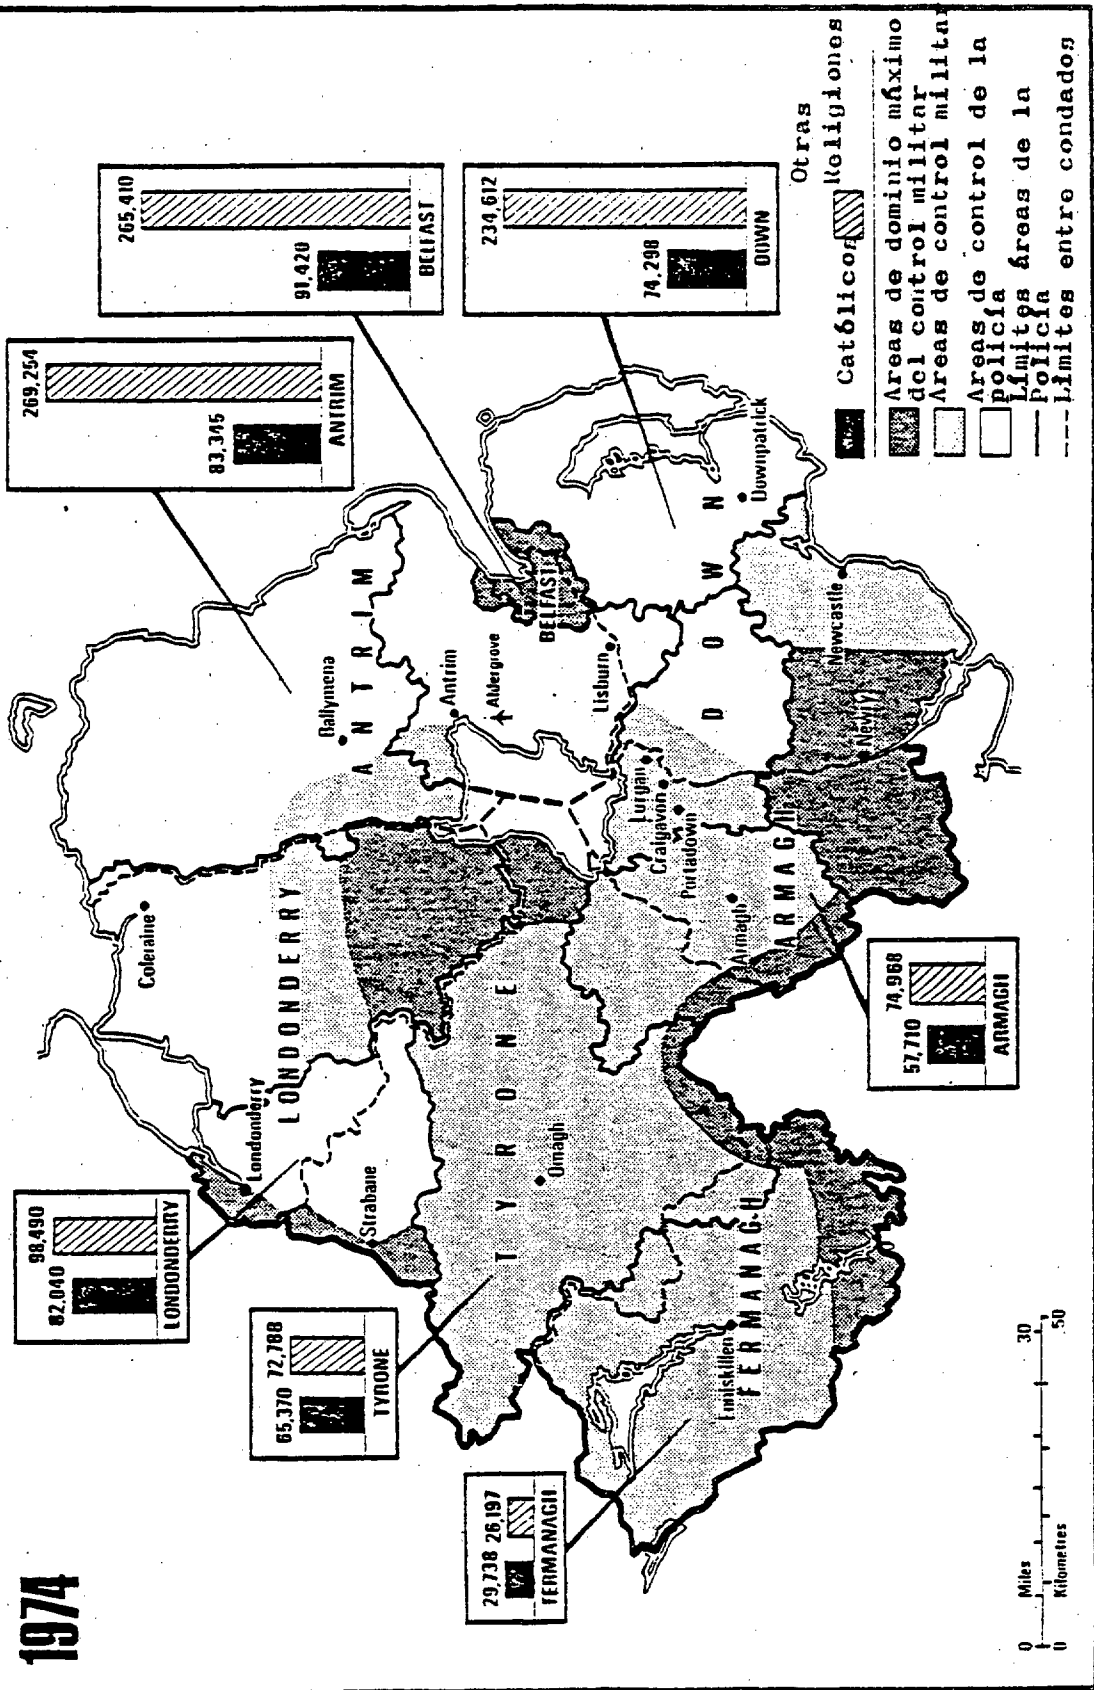 1974
269,254
83,345
ANTRIM
265,410
91,420
BELFAST
234,612
74,298
DOWN
98,490
82,040
LONDONDERRY
72,788
65,370
TYRONE
29,738 26,197
FERMANAGH
74,968
57,710
ARMAGH
Coleraine
Londonderry
LONDONDERRY
Strabane
Ballymena
ANTRIM
Antrim
Aldergrove
BELFAST
Lisburn
TYRONE
Omagh
Lurgan
Craigavon
Portadown
Armagh
ARMAGH
DOWN
Downpatrick
Newcastle
Newry
Enniskillen
FERMANAGH
0 30
Miles
Kilometres
0 50
Otras
Católicos Religiones
Areas de dominio máximo
del control militar
Areas de control militar
Areas de control de la
policía
Límites áreas de la
Policía
Límites entre condados